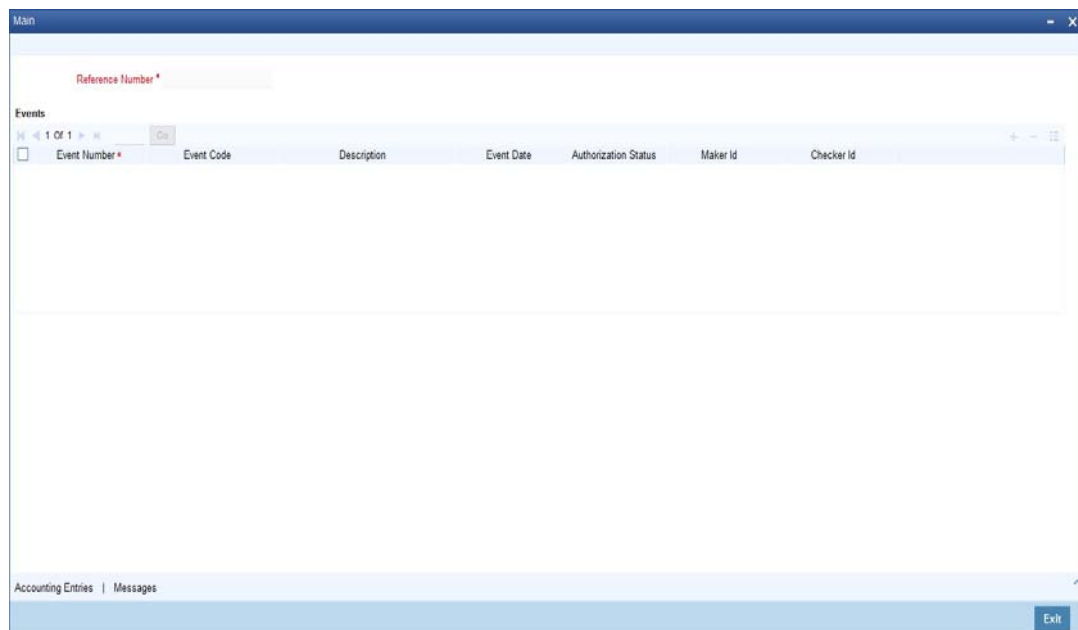 Main
Reference Number *
Events
1 Of 1 Go
Event Number * Event Code Description Event Date Authorization Status Maker Id Checker Id
Accounting Entries | Messages
Exit